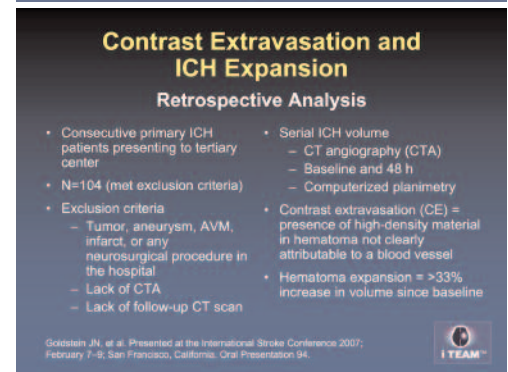 Contrast Extravasation and
ICH Expansion
Retrospective Analysis
• Consecutive primary ICH
patients presenting to tertiary
center
• N=104 (met exclusion criteria)
• Exclusion criteria
– Tumor, aneurysm, AVM,
infarct, or any
neurosurgical procedure in
the hospital
– Lack of CTA
– Lack of follow-up CT scan
• Serial ICH volume
– CT angiography (CTA)
– Baseline and 48 h
– Computerized planimetry
• Contrast extravasation (CE) =
presence of high-density material
in hematoma not clearly
attributable to a blood vessel
• Hematoma expansion = >33%
increase in volume since baseline
Goldstein JN, et al. Presented at the International Stroke Conference 2007;
February 7–9; San Francisco, California. Oral Presentation 94.
i TEAM™